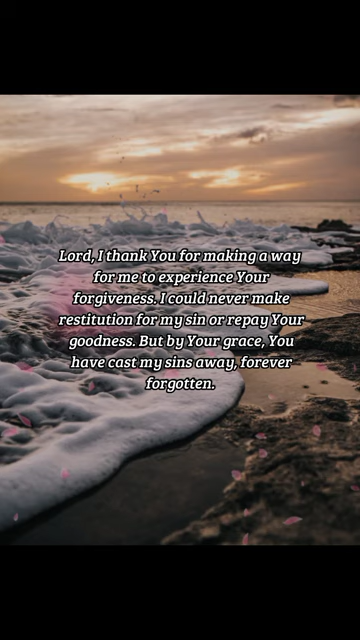 Lord, I thank You for making a way
for me to experience Your
forgiveness. I could never make
restitution for my sin or repay Your
goodness. But by Your grace, You
have cast my sins away, forever
forgotten.